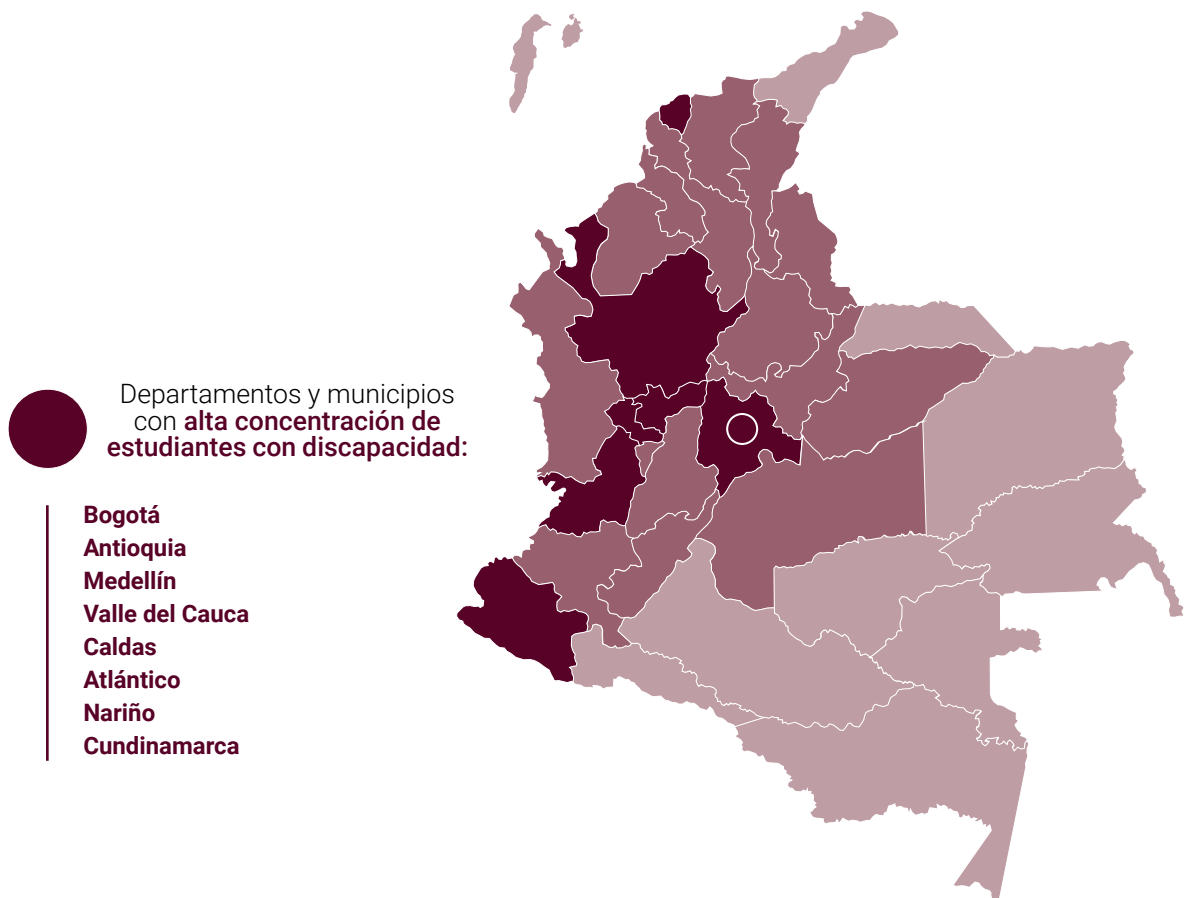 Departamentos y municipios
con alta concentración de
estudiantes con discapacidad:
Bogotá
Antioquia
Medellín
Valle del Cauca
Caldas
Atlántico
Nariño
Cundinamarca